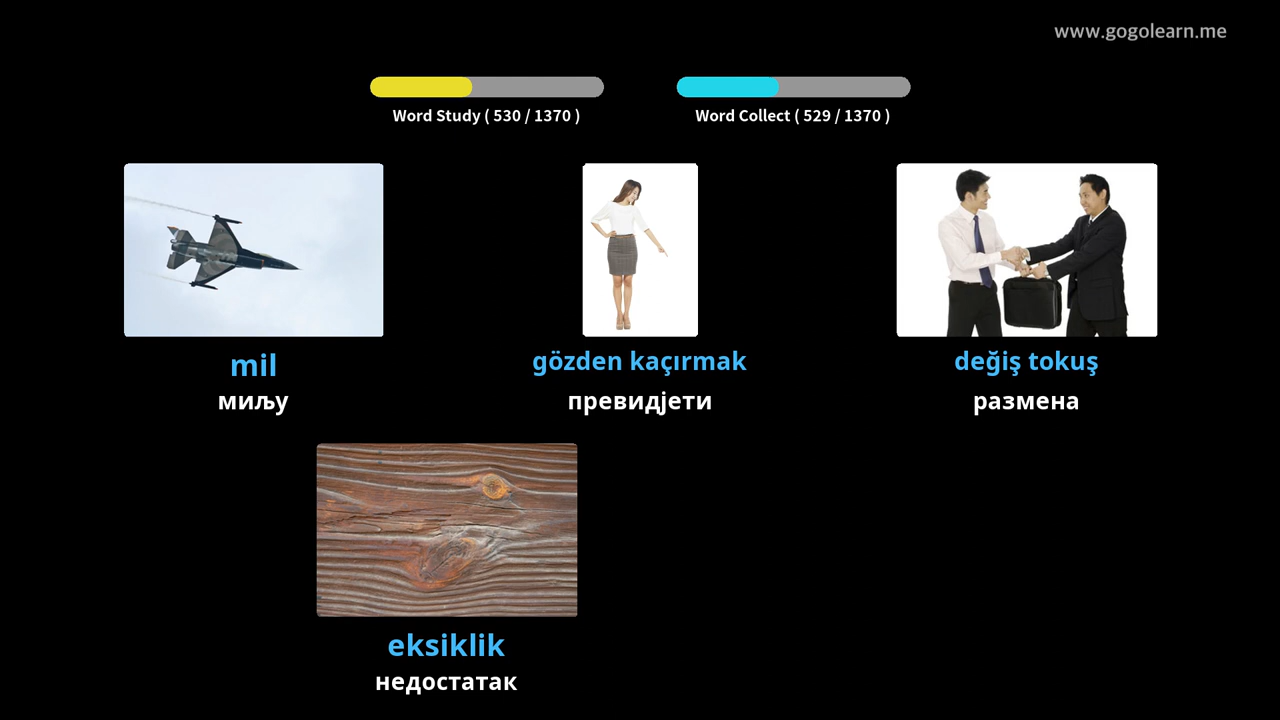 www.gogolearn.me
Word Study ( 530 / 1370 )
Word Collect ( 529 / 1370 )
mil
миљу
gözden kaçırmak
превидјети
değiş tokuş
размена
eksiklik
недостатак